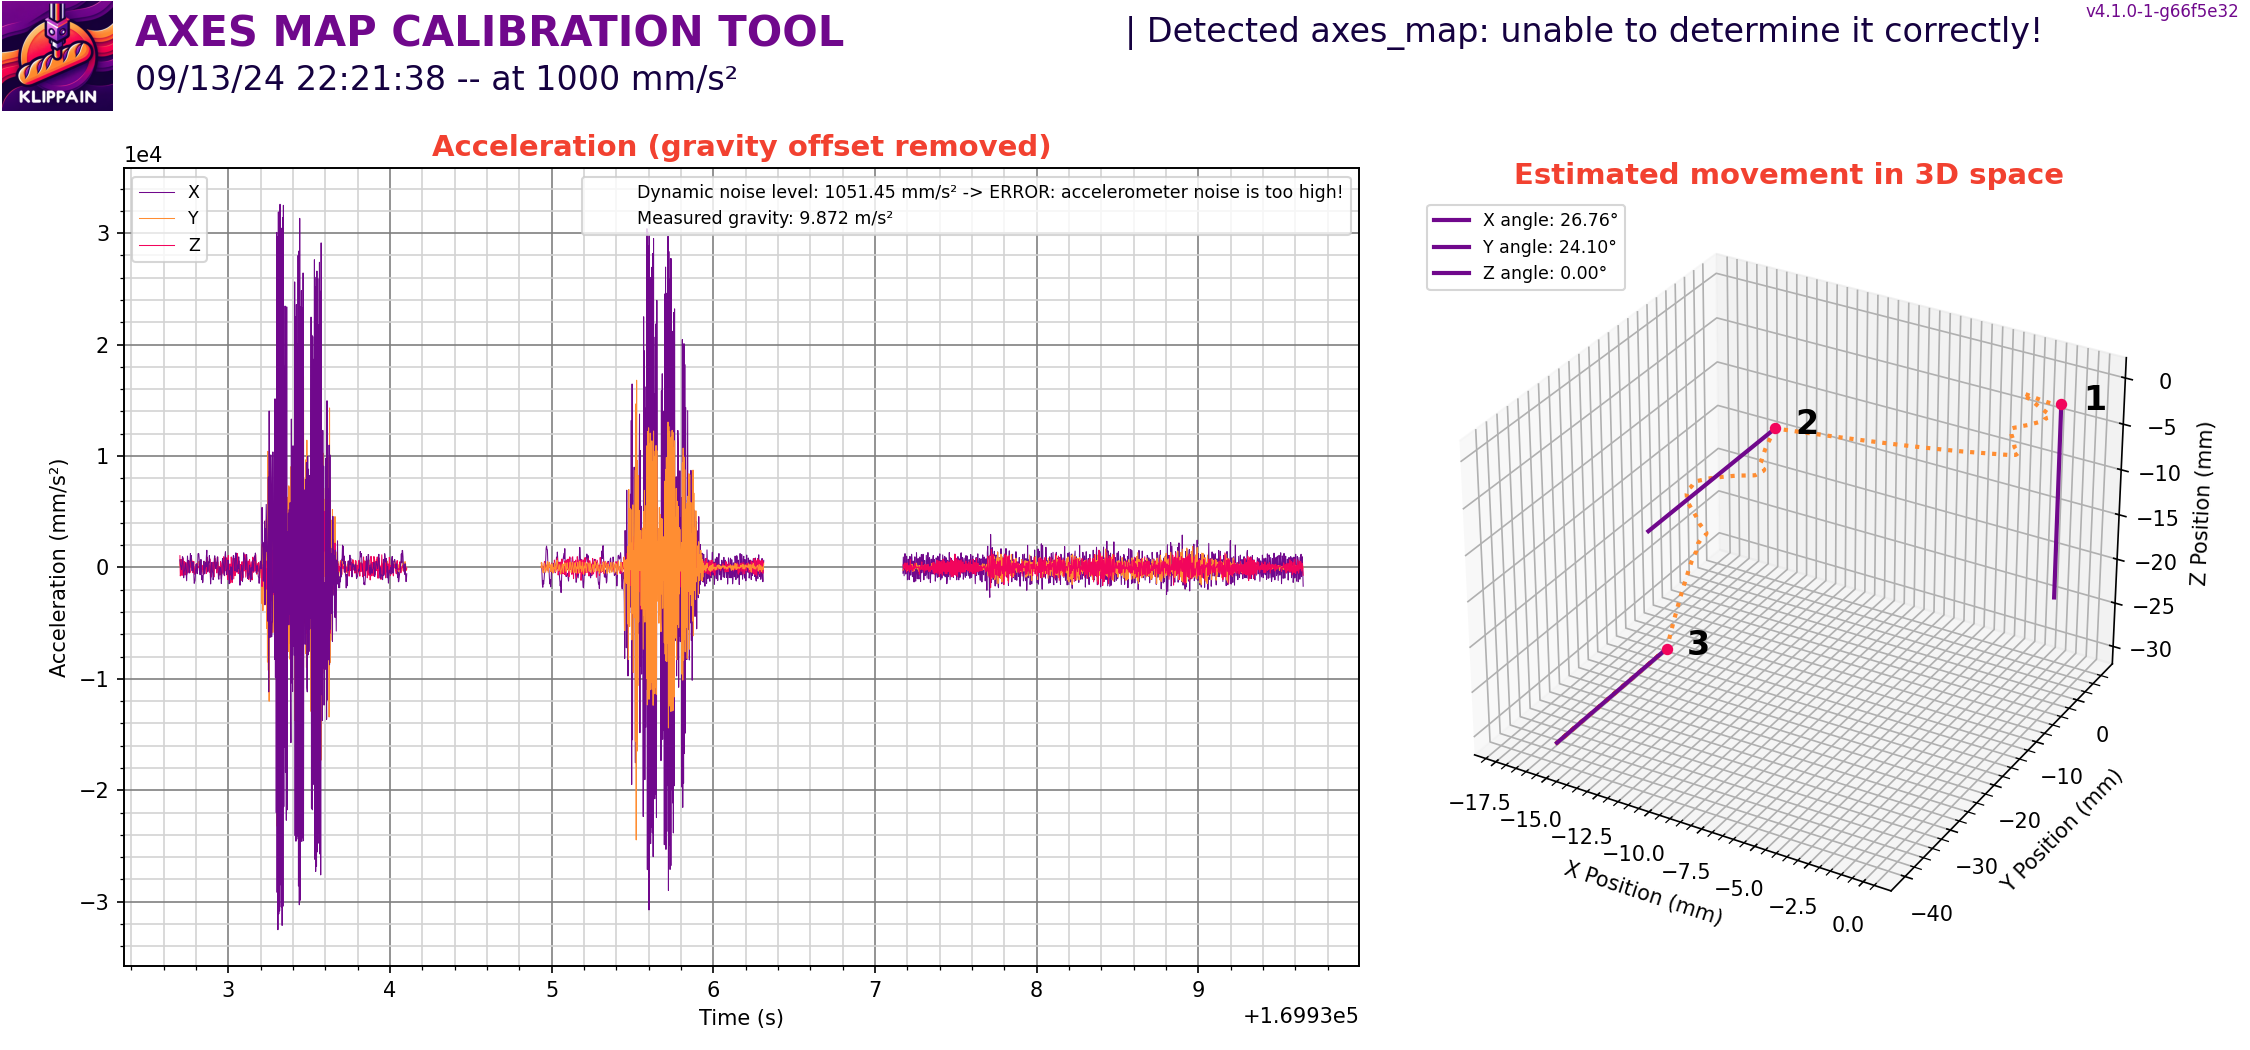 KLIPPAIN
AXES MAP CALIBRATION TOOL
09/13/24 22:21:38 -- at 1000 mm/s²
| Detected axes_map: unable to determine it correctly!
v4.1.0-1-g66f5e32
Acceleration (gravity offset removed)
1e4
X
Y
Z
Dynamic noise level: 1051.45 mm/s² -> ERROR: accelerometer noise is too high!
Measured gravity: 9.872 m/s²
3
2
1
0
−1
−2
−3
Acceleration (mm/s²)
3 4 5 6 7 8 9
Time (s)
+1.6993e5
Estimated movement in 3D space
X angle: 26.76°
Y angle: 24.10°
Z angle: 0.00°
1
2
3
0
−5
−10
−15
−20
−25
−30
Z Position (mm)
0
−10
−20
−30
−40
Y Position (mm)
−17.5
−15.0
−12.5
−10.0
−7.5
−5.0
−2.5
0.0
X Position (mm)